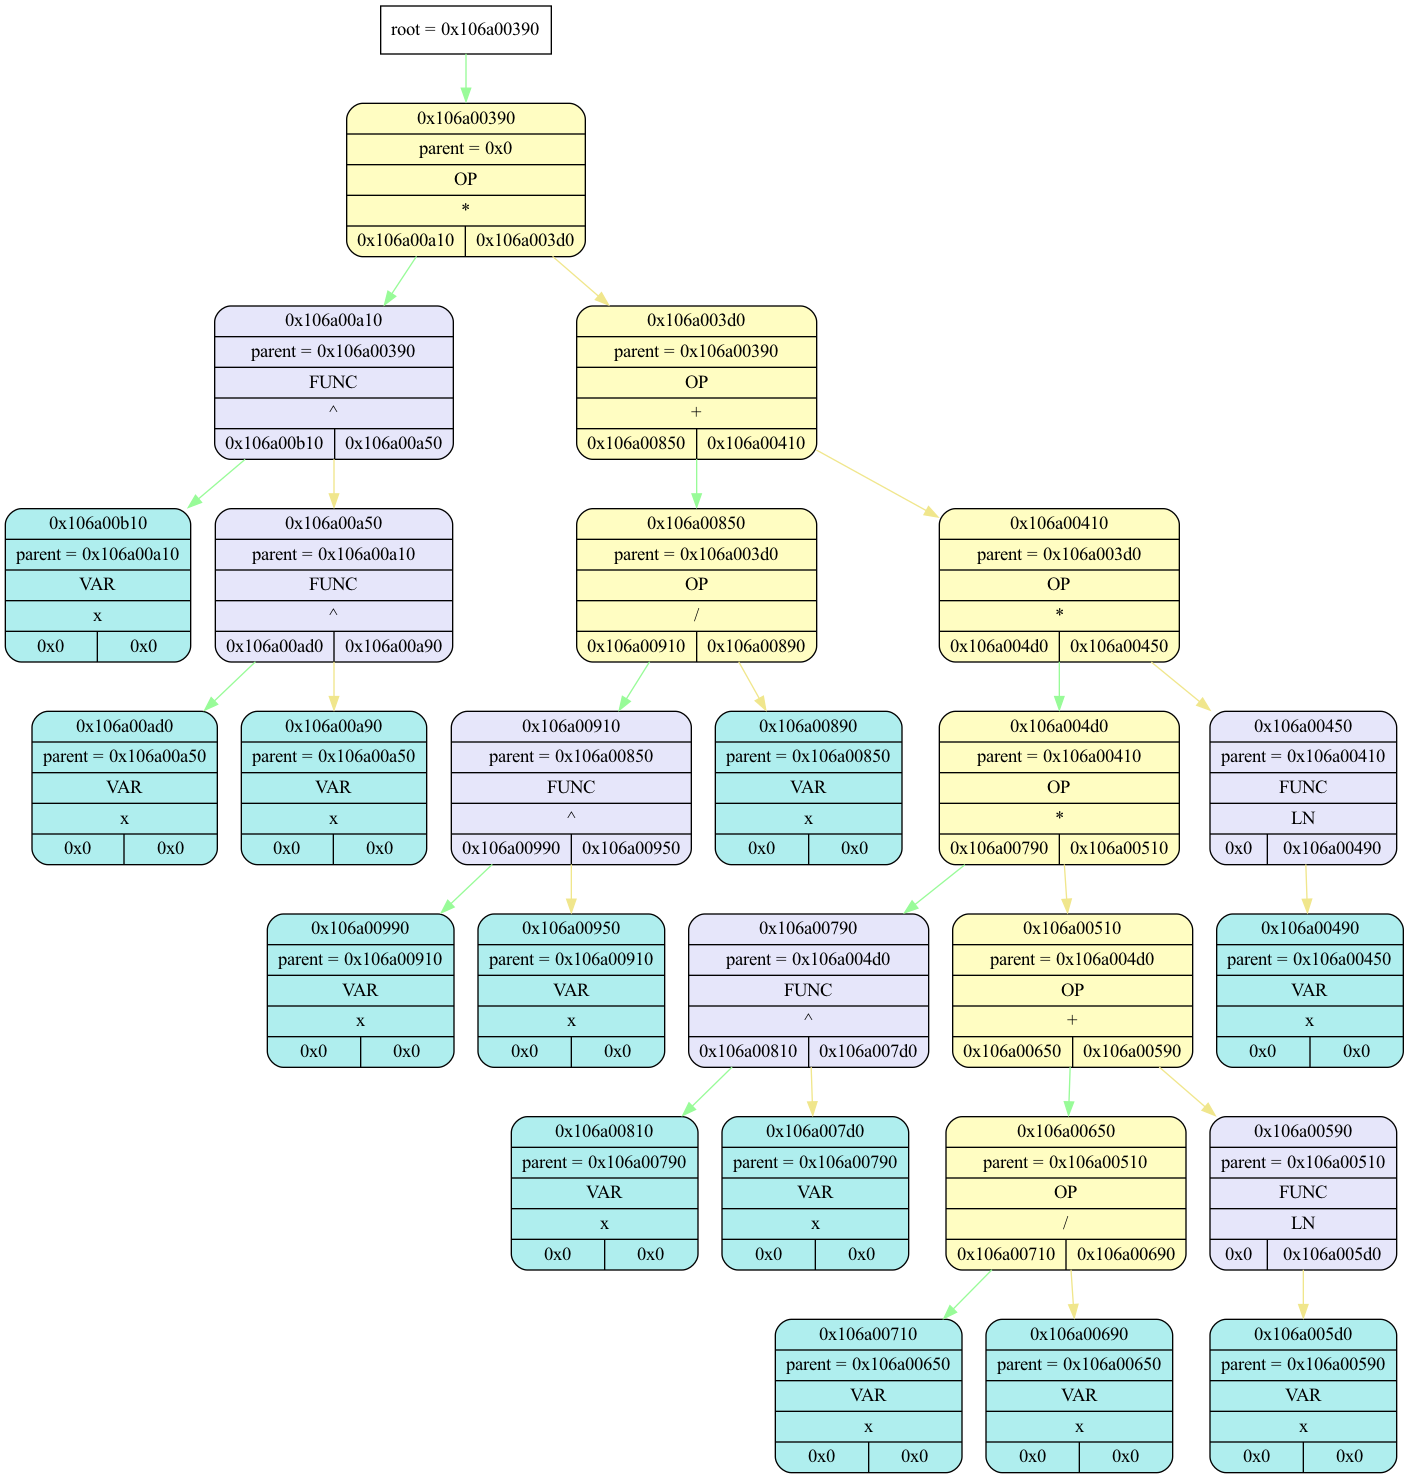 root = 0x106a00390
0x106a00390
parent = 0x0
OP
*
0x106a00a10 0x106a003d0
0x106a00a10
parent = 0x106a00390
FUNC
^
0x106a00b10 0x106a00a50
0x106a003d0
parent = 0x106a00390
OP
+
0x106a00850 0x106a00410
0x106a00b10
parent = 0x106a00a10
VAR
x
0x0 0x0
0x106a00a50
parent = 0x106a00a10
FUNC
^
0x106a00ad0 0x106a00a90
0x106a00850
parent = 0x106a003d0
OP
/
0x106a00910 0x106a00890
0x106a00410
parent = 0x106a003d0
OP
*
0x106a004d0 0x106a00450
0x106a00ad0
parent = 0x106a00a50
VAR
x
0x0 0x0
0x106a00a90
parent = 0x106a00a50
VAR
x
0x0 0x0
0x106a00910
parent = 0x106a00850
FUNC
^
0x106a00990 0x106a00950
0x106a00890
parent = 0x106a00850
VAR
x
0x0 0x0
0x106a004d0
parent = 0x106a00410
OP
*
0x106a00790 0x106a00510
0x106a00450
parent = 0x106a00410
FUNC
LN
0x0 0x106a00490
0x106a00990
parent = 0x106a00910
VAR
x
0x0 0x0
0x106a00950
parent = 0x106a00910
VAR
x
0x0 0x0
0x106a00790
parent = 0x106a004d0
FUNC
^
0x106a00810 0x106a007d0
0x106a00510
parent = 0x106a004d0
OP
+
0x106a00650 0x106a00590
0x106a00490
parent = 0x106a00450
VAR
x
0x0 0x0
0x106a00810
parent = 0x106a00790
VAR
x
0x0 0x0
0x106a007d0
parent = 0x106a00790
VAR
x
0x0 0x0
0x106a00650
parent = 0x106a00510
OP
/
0x106a00710 0x106a00690
0x106a00590
parent = 0x106a00510
FUNC
LN
0x0 0x106a005d0
0x106a00710
parent = 0x106a00650
VAR
x
0x0 0x0
0x106a00690
parent = 0x106a00650
VAR
x
0x0 0x0
0x106a005d0
parent = 0x106a00590
VAR
x
0x0 0x0